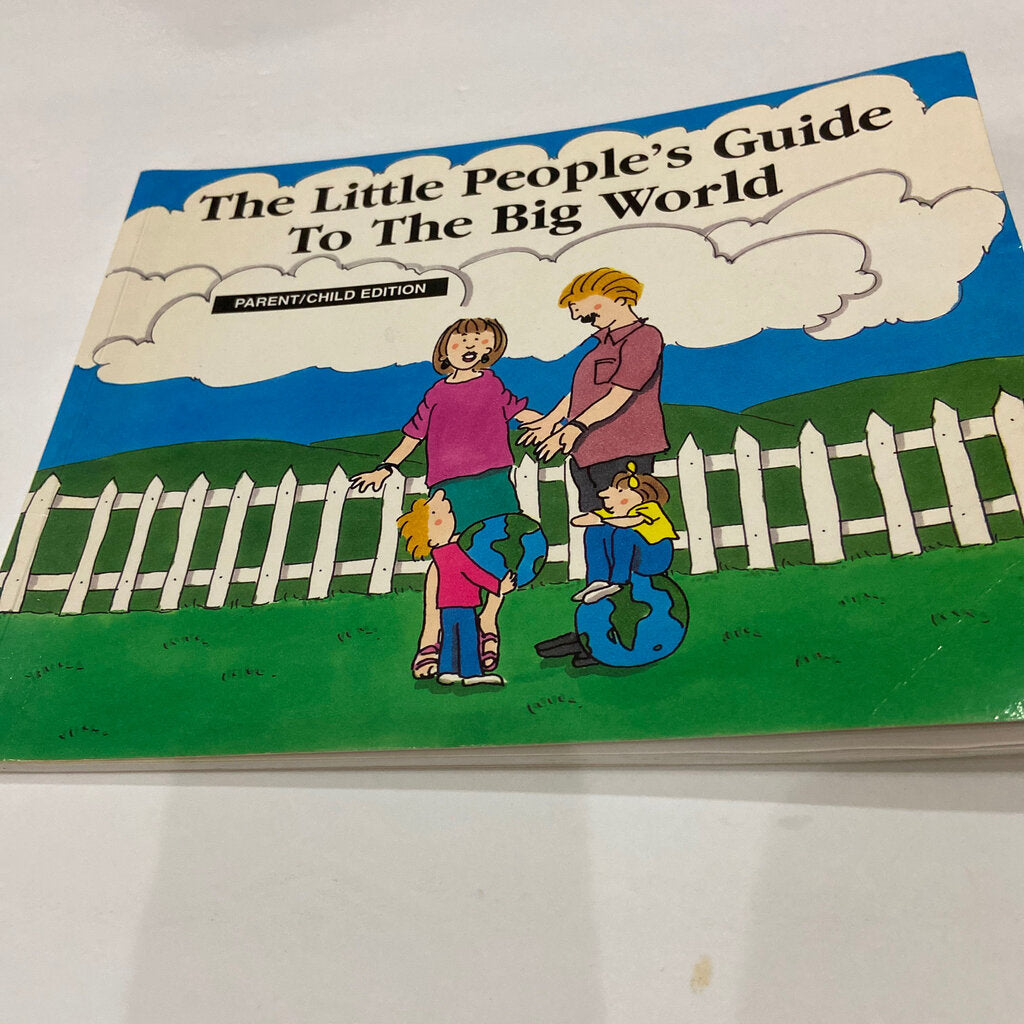 The Little People's Guide
To The Big World
PARENT/CHILD EDITION